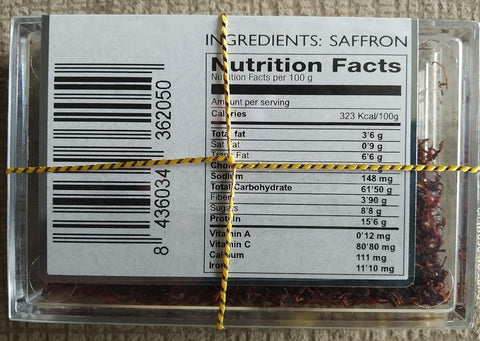 INGREDIENTS: SAFFRON
Nutrition Facts
Nutrition Facts per 100 g
Amount per serving
Calories 323 Kcal/100g
Total fat 3'6 g
Sat Fat 0'9 g
Trans Fat 6'6 g
Sodium 148 mg
Total Carbohydrate 61'50 g
Fiber 3'90 g
Sugars 8'8 g
Protein 15'6 g
Vitamin A 0'12 mg
Vitamin C 80'80 mg
Calcium 111 mg
Iron 11'10 mg
8 436034 362050